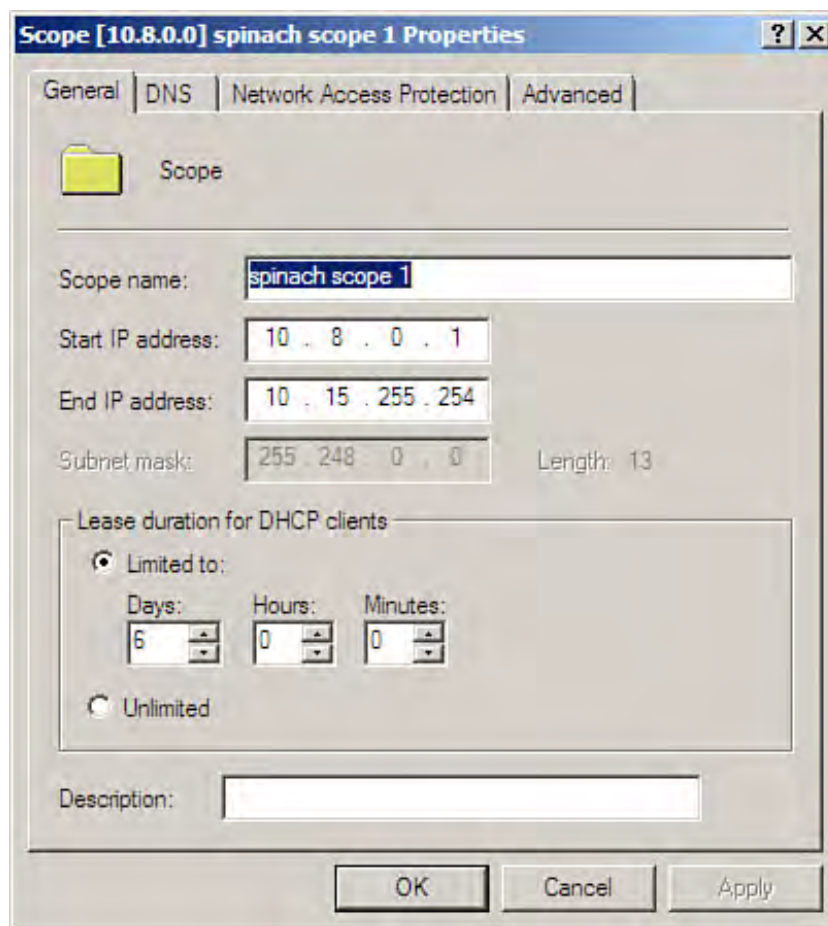 Scope [10.8.0.0] spinach scope 1 Properties
General DNS Network Access Protection Advanced
Scope
Scope name: spinach scope 1
Start IP address: 10 . 8 . 0 . 1
End IP address: 10 . 15 . 255 . 254
Subnet mask: 255 . 248 . 0 . 0 Length: 13
Lease duration for DHCP clients
Limited to:
Days: Hours: Minutes:
6 0 0
Unlimited
Description:
OK Cancel Apply